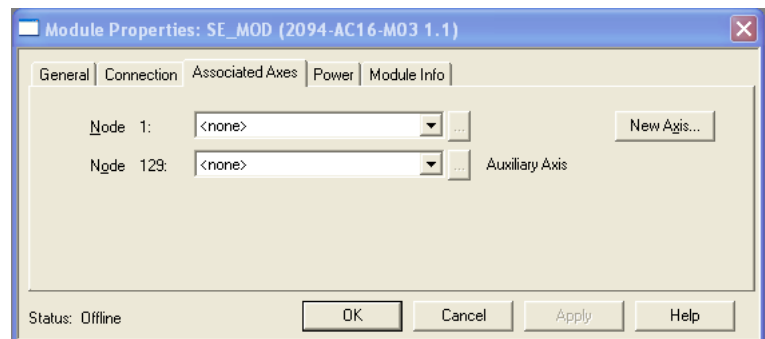 Module Properties: SE_MOD (2094-AC16-M03 1.1)
General Connection Associated Axes Power Module Info
Node 1: <none> ... New Axis...
Node 129: <none> ... Auxiliary Axis
Status: Offline OK Cancel Apply Help